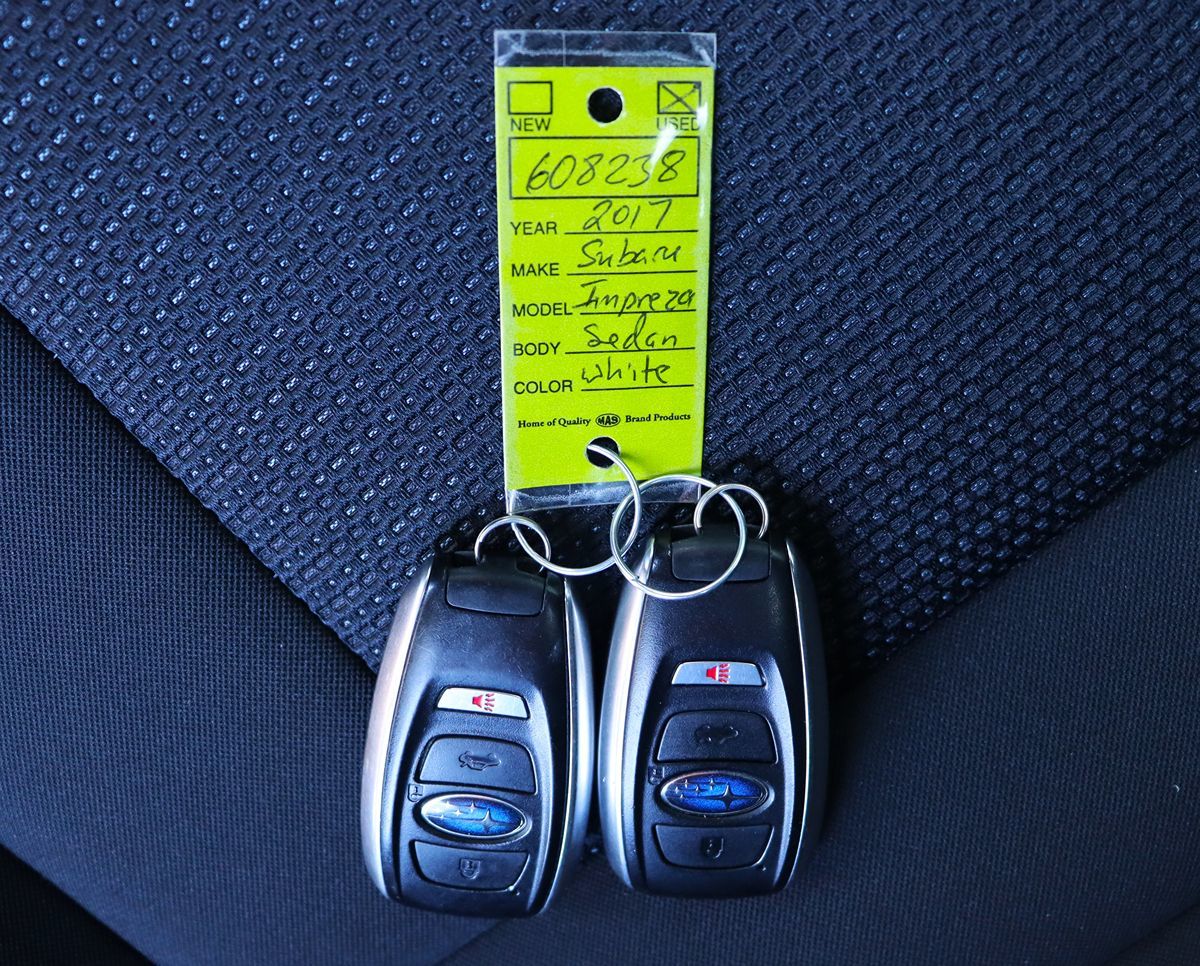 NEW USED
608238
YEAR 2017
MAKE Subaru
MODEL Impreza
BODY Sedan
COLOR white
Home of Quality MAS Brand Products